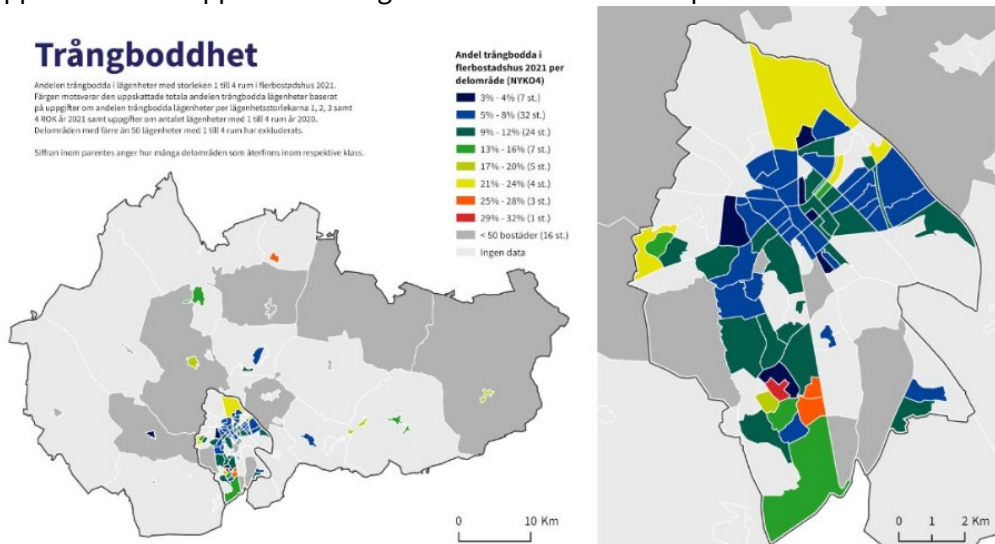 Trångboddhet
Andelen trångbodda i lägenheter med storleken 1 till 4 rum i flerbostadshus 2021.
Färgen motsvarar den uppskattade totala andelen trångbodda lägenheter baserat
på uppgifter om andelen trångbodda lägenheter per lägenhetsstorlekarna 1, 2, 3 samt
4 ROK år 2021 samt uppgifter om antalet lägenheter med 1 till 4 rum år 2020.
Delområden med färre än 50 lägenheter med 1 till 4 rum har exkluderats.
Siffran inom parentes anger hur många delområden som återfinns inom respektive klass.
Andel trångbodda i
flerbostadshus 2021 per
delområde (NYKO4)
3% - 4% (7 st.)
5% - 8% (32 st.)
9% - 12% (24 st.)
13% - 16% (7 st.)
17% - 20% (5 st.)
21% - 24% (4 st.)
25% - 28% (3 st.)
29% - 32% (1 st.)
< 50 bostäder (16 st.)
Ingen data
0 10 Km
0 1 2 Km